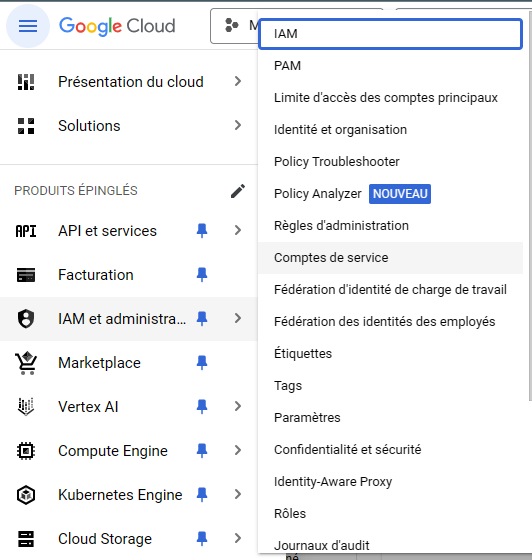 Google Cloud
M
Présentation du cloud
Solutions
PRODUITS ÉPINGLÉS
API API et services
Facturation
IAM et administra...
Marketplace
Vertex AI
Compute Engine
Kubernetes Engine
Cloud Storage
IAM
PAM
Limite d'accès des comptes principaux
Identité et organisation
Policy Troubleshooter
Policy Analyzer NOUVEAU
Règles d'administration
Comptes de service
Fédération d'identité de charge de travail
Fédération des identités des employés
Étiquettes
Tags
Paramètres
Confidentialité et sécurité
Identity-Aware Proxy
Rôles
Journaux d'audit